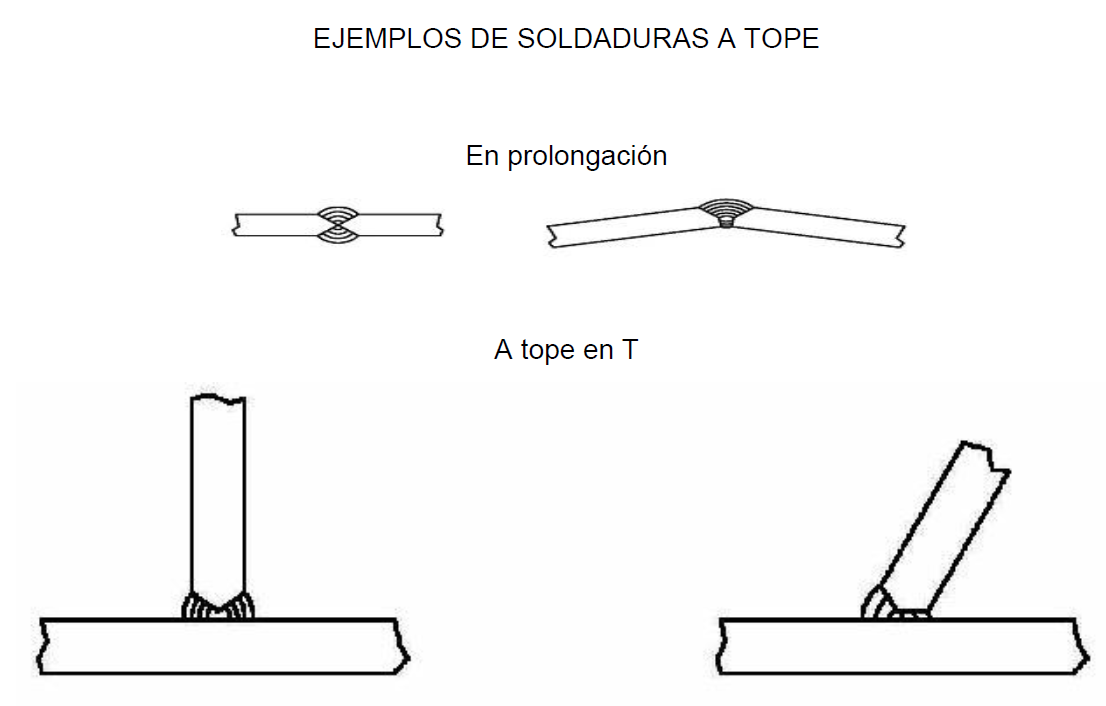 EJEMPLOS DE SOLDADURAS A TOPE
En prolongación
A tope en T